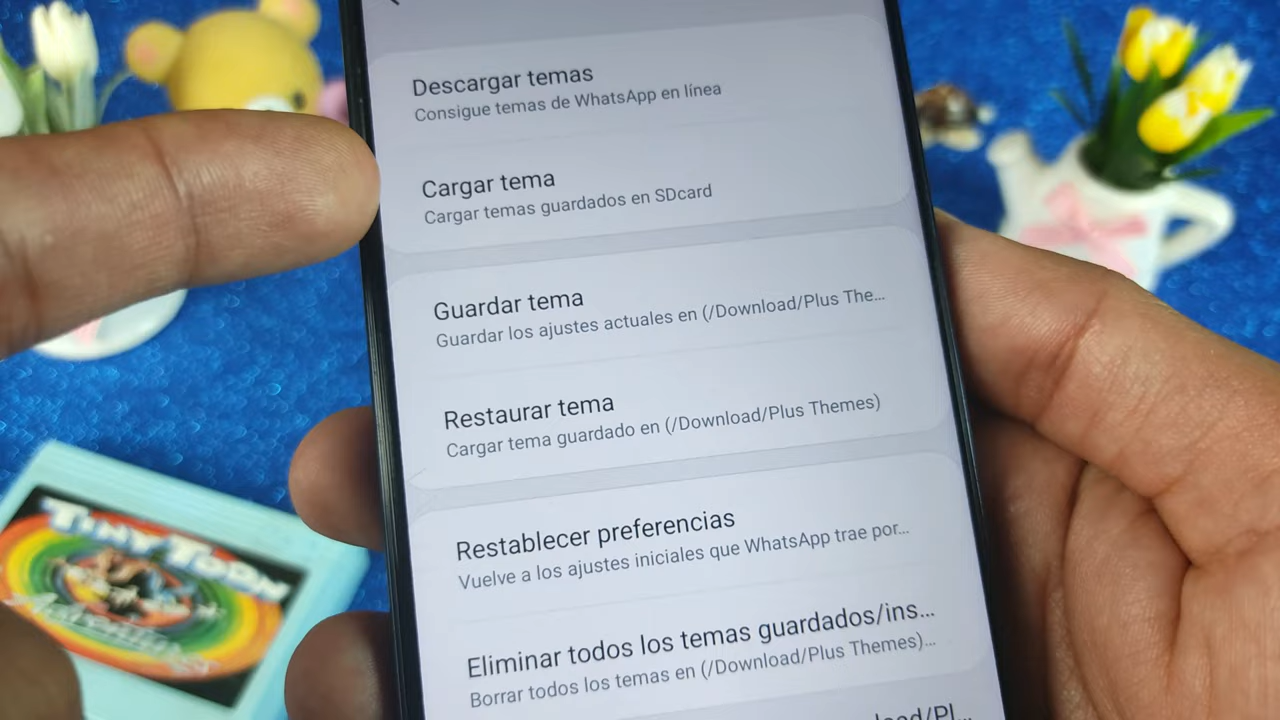 Descargar temas
Consigue temas de WhatsApp en línea
Cargar tema
Cargar temas guardados en SDcard
Guardar tema
Guardar los ajustes actuales en (/Download/Plus The...
Restaurar tema
Cargar tema guardado en (/Download/Plus Themes)
Restablecer preferencias
Vuelve a los ajustes iniciales que WhatsApp trae por...
Eliminar todos los temas guardados/ins...
Borrar todos los temas en (/Download/Plus Themes)...
TINY TOON
Adventures